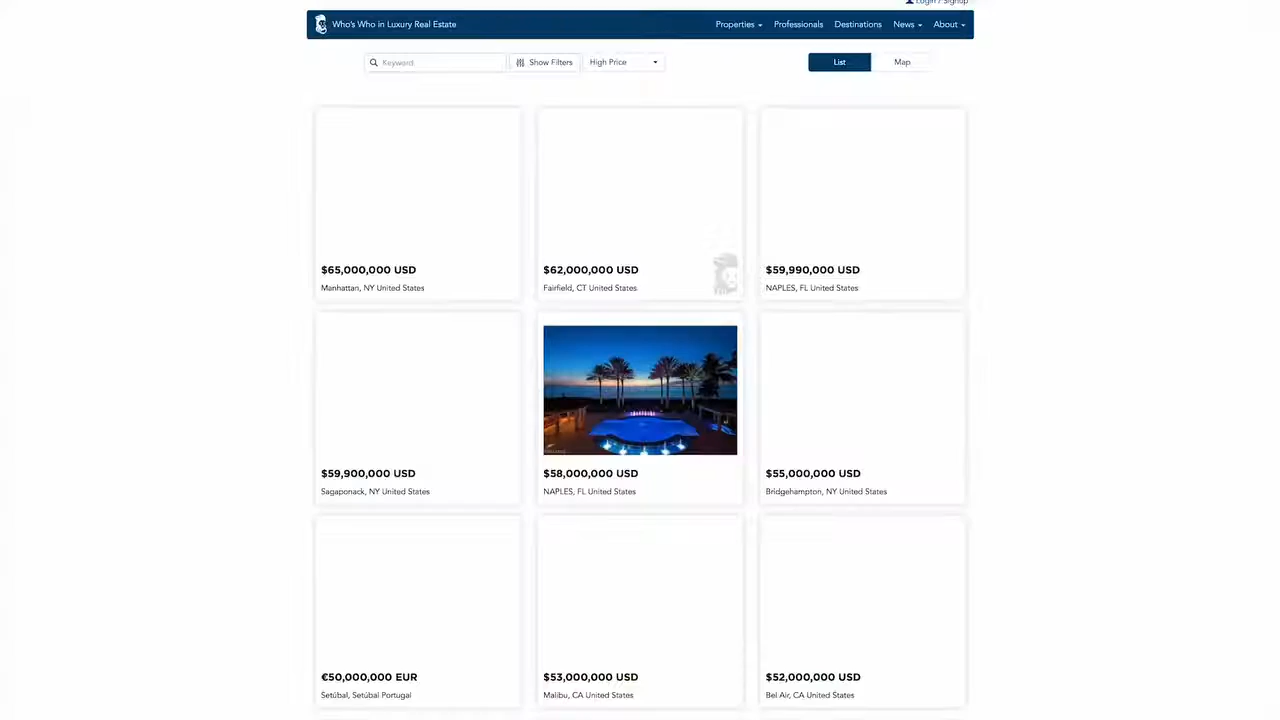 Login / Signup
Who's Who in Luxury Real Estate
Properties
Professionals
Destinations
News
About
Keyword
Show Filters
High Price
List
Map
$65,000,000 USD
Manhattan, NY United States
$62,000,000 USD
Fairfield, CT United States
$59,990,000 USD
NAPLES, FL United States
$59,900,000 USD
Sagaponack, NY United States
$58,000,000 USD
NAPLES, FL United States
$55,000,000 USD
Bridgehampton, NY United States
€50,000,000 EUR
Setúbal, Setúbal Portugal
$53,000,000 USD
Malibu, CA United States
$52,000,000 USD
Bel Air, CA United States